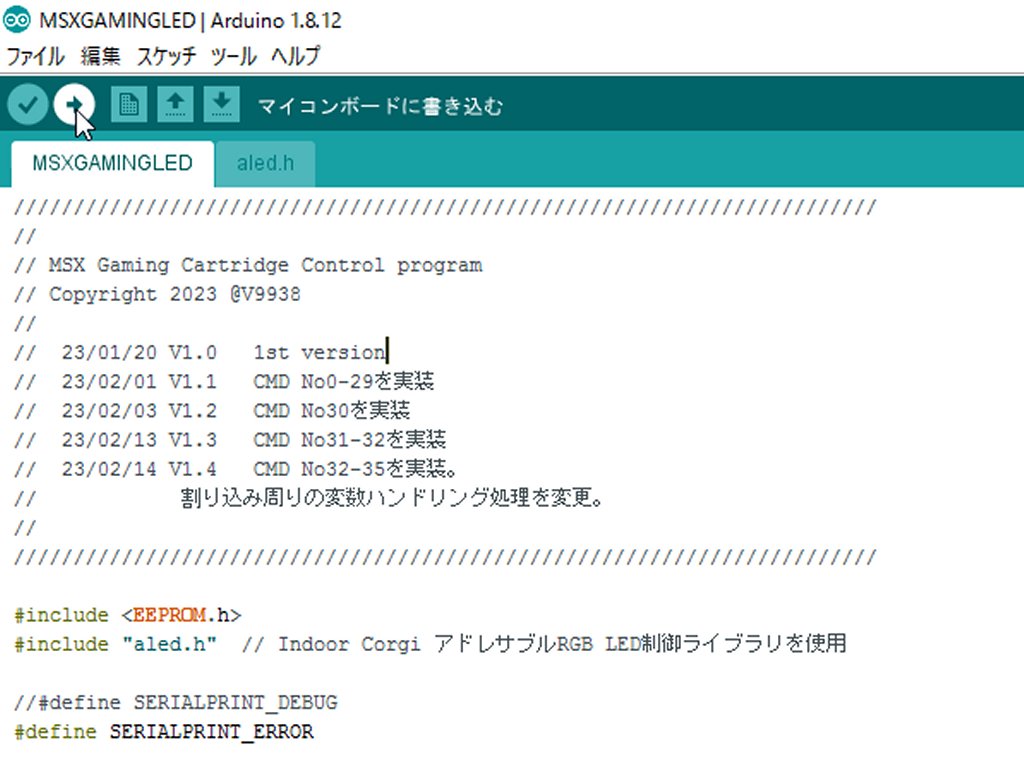 MSXGAMINGLED | Arduino 1.8.12
ファイル 編集 スケッチ ツール ヘルプ
マイコンボードに書き込む
MSXGAMINGLED aled.h
////////////////////////////////////////////////////////////////////////
//
// MSX Gaming Cartridge Control program
// Copyright 2023 @V9938
//
//  23/01/20 V1.0   1st version
//  23/02/01 V1.1   CMD No0-29を実装
//  23/02/03 V1.2   CMD No30を実装
//  23/02/13 V1.3   CMD No31-32を実装
//  23/02/14 V1.4   CMD No32-35を実装。
//            割り込み周りの変数ハンドリング処理を変更。
//
////////////////////////////////////////////////////////////////////////
#include <EEPROM.h>
#include "aled.h"  // Indoor Corgi アドレサブルRGB LED制御ライブラリを使用
//#define SERIALPRINT_DEBUG
#define SERIALPRINT_ERROR